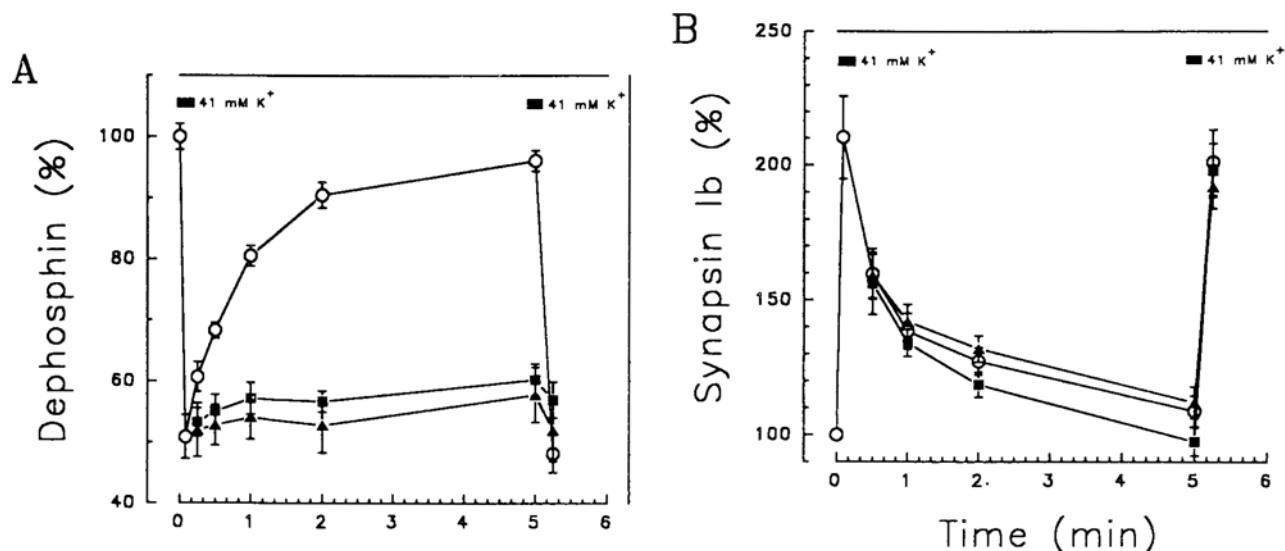 A
Dephosphin (%)
100
80
60
40
41 mM K+
41 mM K+
0 1 2 3 4 5 6
B
Synapsin Ib (%)
250
200
150
100
41 mM K+
41 mM K+
0 1 2. 3 4 5 6
Time (min)